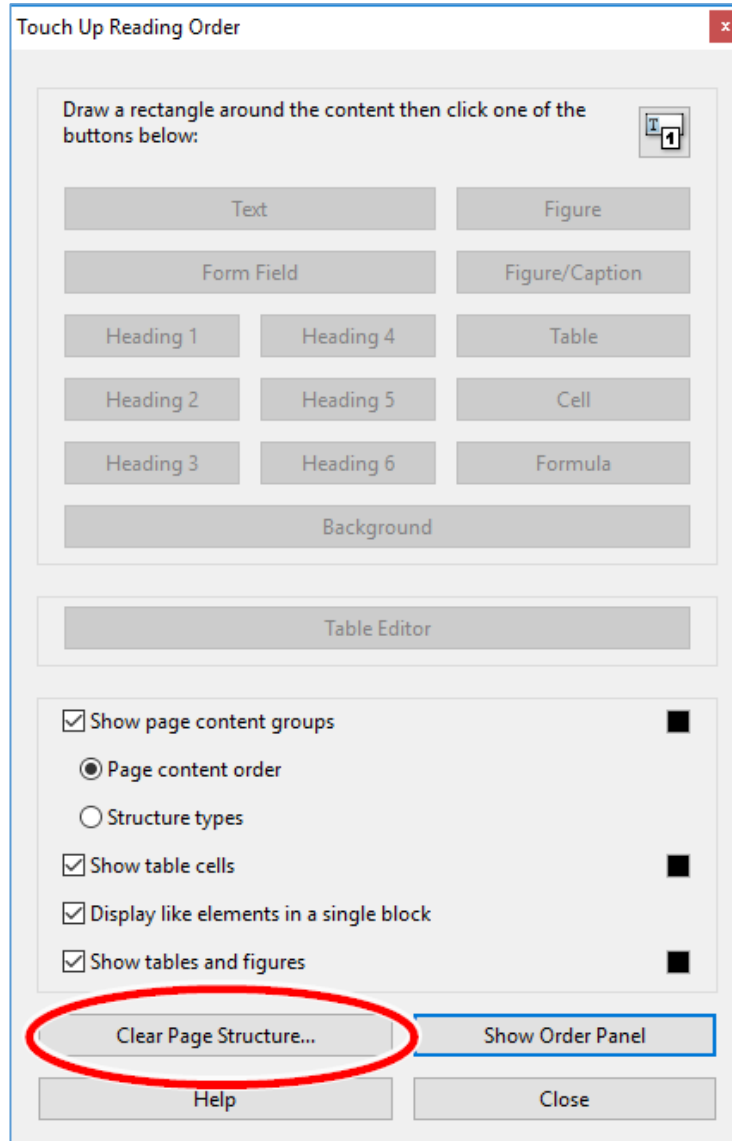 Touch Up Reading Order
x
Draw a rectangle around the content then click one of the
buttons below:
T
1
Text
Figure
Form Field
Figure/Caption
Heading 1
Heading 4
Table
Heading 2
Heading 5
Cell
Heading 3
Heading 6
Formula
Background
Table Editor
Show page content groups
Page content order
Structure types
Show table cells
Display like elements in a single block
Show tables and figures
Clear Page Structure...
Show Order Panel
Help
Close